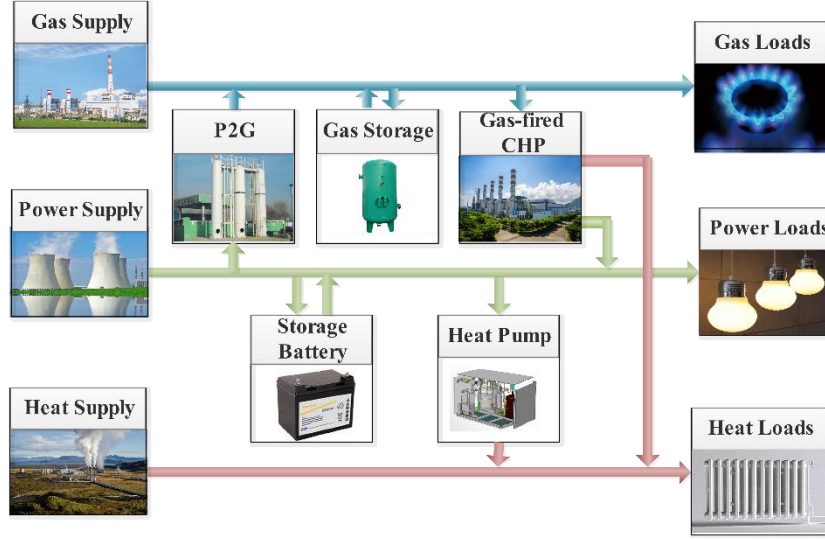 Gas Supply
Gas Loads
P2G
Gas Storage
Gas-fired
CHP
Power Supply
Power Loads
Storage
Battery
Heat Pump
Heat Supply
Heat Loads